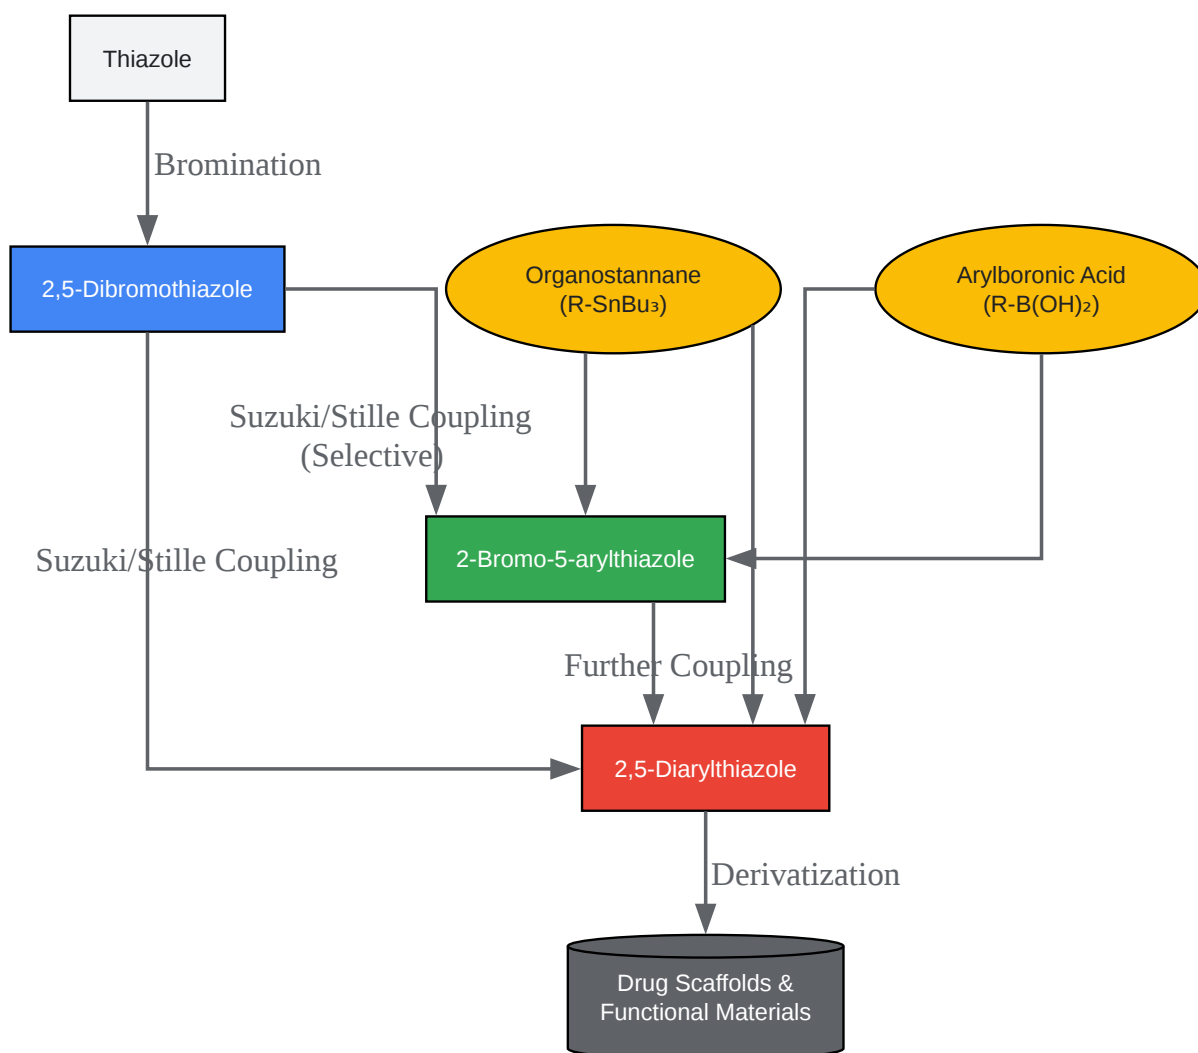 Thiazole
Bromination
2,5-Dibromothiazole
Organostannane
(R-SnBu₃)
Arylboronic Acid
(R-B(OH)₂)
Suzuki/Stille Coupling
(Selective)
Suzuki/Stille Coupling
2-Bromo-5-arylthiazole
Further Coupling
2,5-Diarylthiazole
Derivatization
Drug Scaffolds &
Functional Materials